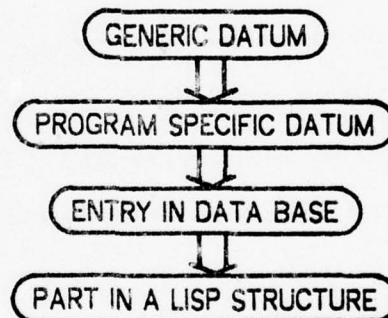 GENERIC DATUM
PROGRAM SPECIFIC DATUM
ENTRY IN DATA BASE
PART IN A LISP STRUCTURE